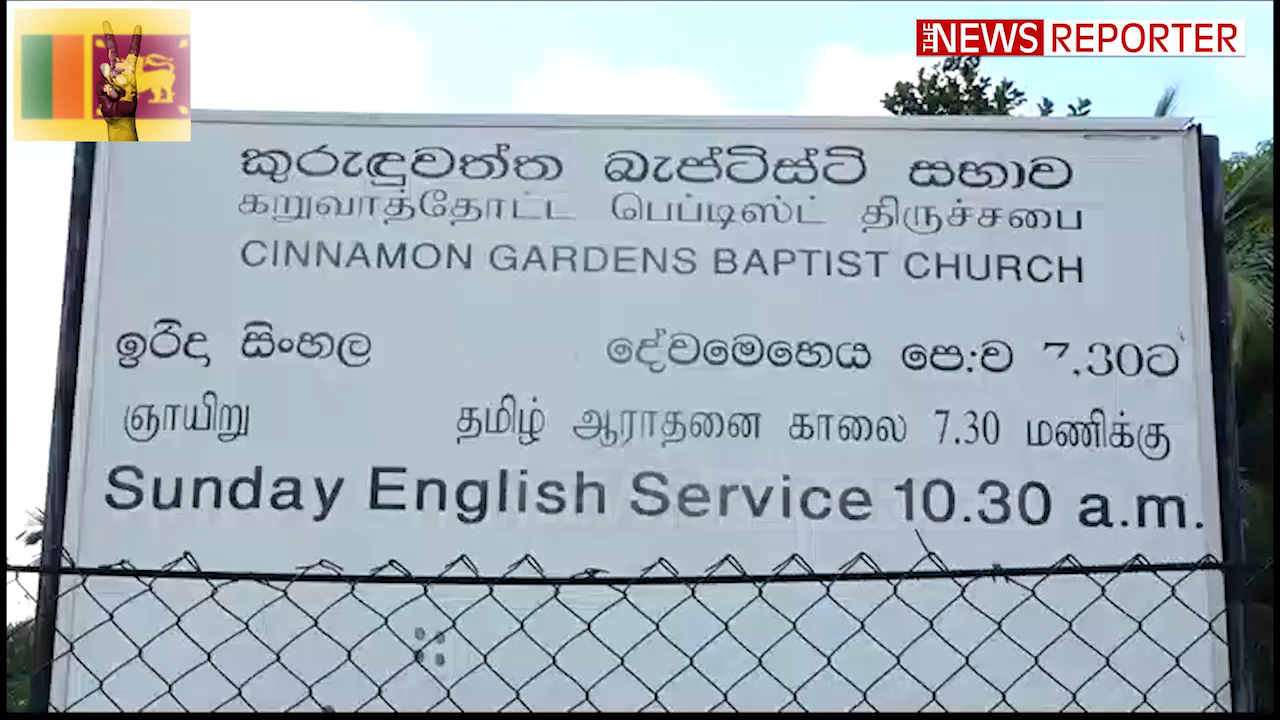 THE NEWS REPORTER
කුරුඳුවත්ත බැප්ටිස්ට් සභාව
கறுவாத்தோட்ட பெப்டிஸ்ட் திருச்சபை
CINNAMON GARDENS BAPTIST CHURCH
ඉරිදා සිංහල දේවමෙහෙය පෙ:ව 7.30ට
ஞாயிறு தமிழ் ஆராதனை காலை 7.30 மணிக்கு
Sunday English Service 10.30 a.m.